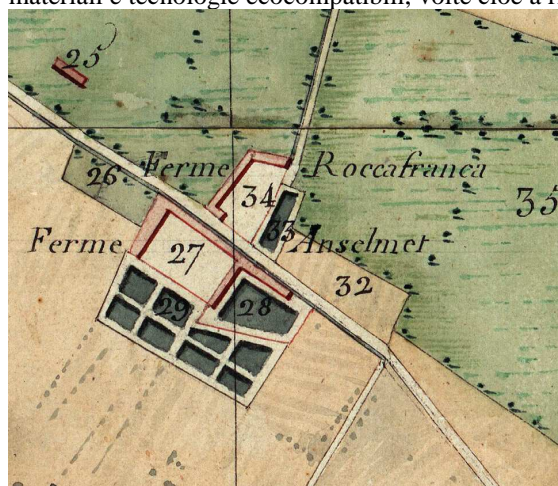 materiali e tecnologie ecocompatibili, volte cioè a
25
26 Ferme Roccafranca
34 35
33
Ferme 27 Anselmet
32
29 28